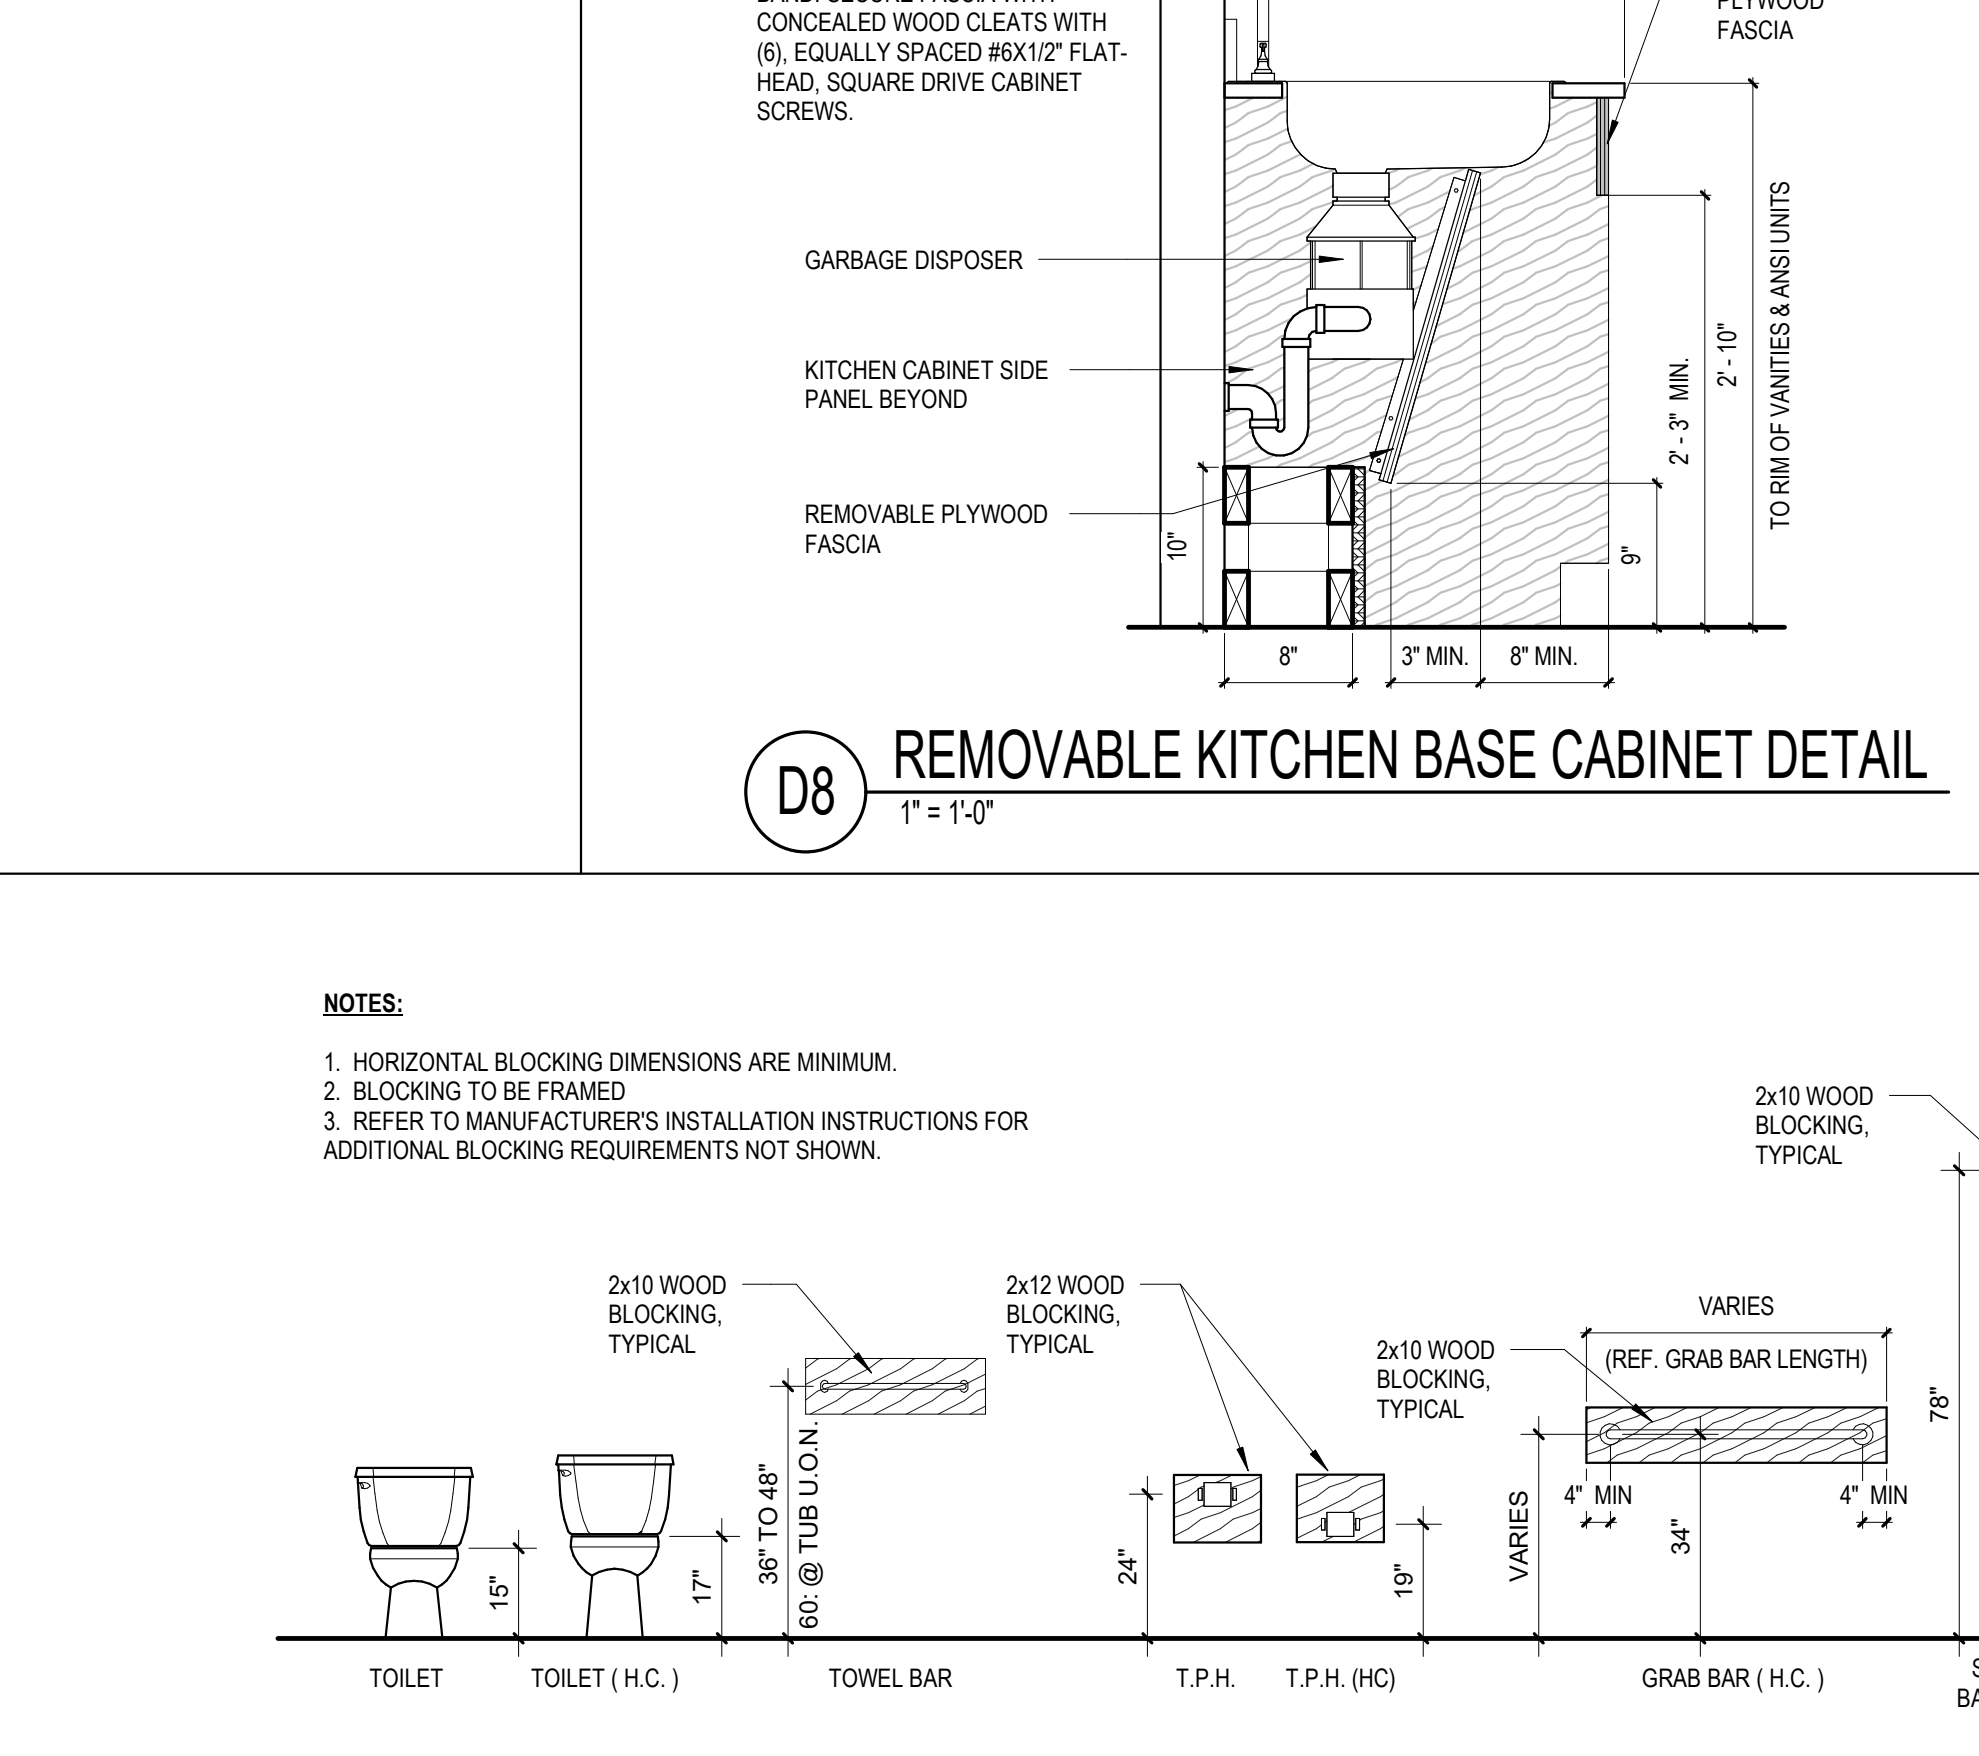 CONCEALED WOOD CLEATS WITH
(6), EQUALLY SPACED #6X1/2" FLAT-
HEAD, SQUARE DRIVE CABINET
SCREWS.
PLYWOOD
FASCIA
GARBAGE DISPOSER
KITCHEN CABINET SIDE
PANEL BEYOND
REMOVABLE PLYWOOD
FASCIA
10"
9"
2' - 3" MIN.
2' - 10"
TO RIM OF VANITIES & ANSI UNITS
8"
3" MIN.
8" MIN.
D8
REMOVABLE KITCHEN BASE CABINET DETAIL
1" = 1'-0"
NOTES:
1. HORIZONTAL BLOCKING DIMENSIONS ARE MINIMUM.
2. BLOCKING TO BE FRAMED
3. REFER TO MANUFACTURER'S INSTALLATION INSTRUCTIONS FOR
ADDITIONAL BLOCKING REQUIREMENTS NOT SHOWN.
2x10 WOOD
BLOCKING,
TYPICAL
2x12 WOOD
BLOCKING,
TYPICAL
2x10 WOOD
BLOCKING,
TYPICAL
2x10 WOOD
BLOCKING,
TYPICAL
VARIES
(REF. GRAB BAR LENGTH)
4" MIN
4" MIN
15"
17"
36" TO 48"
60: @ TUB U.O.N.
24"
19"
VARIES
34"
78"
TOILET
TOILET ( H.C. )
TOWEL BAR
T.P.H.
T.P.H. (HC)
GRAB BAR ( H.C. )